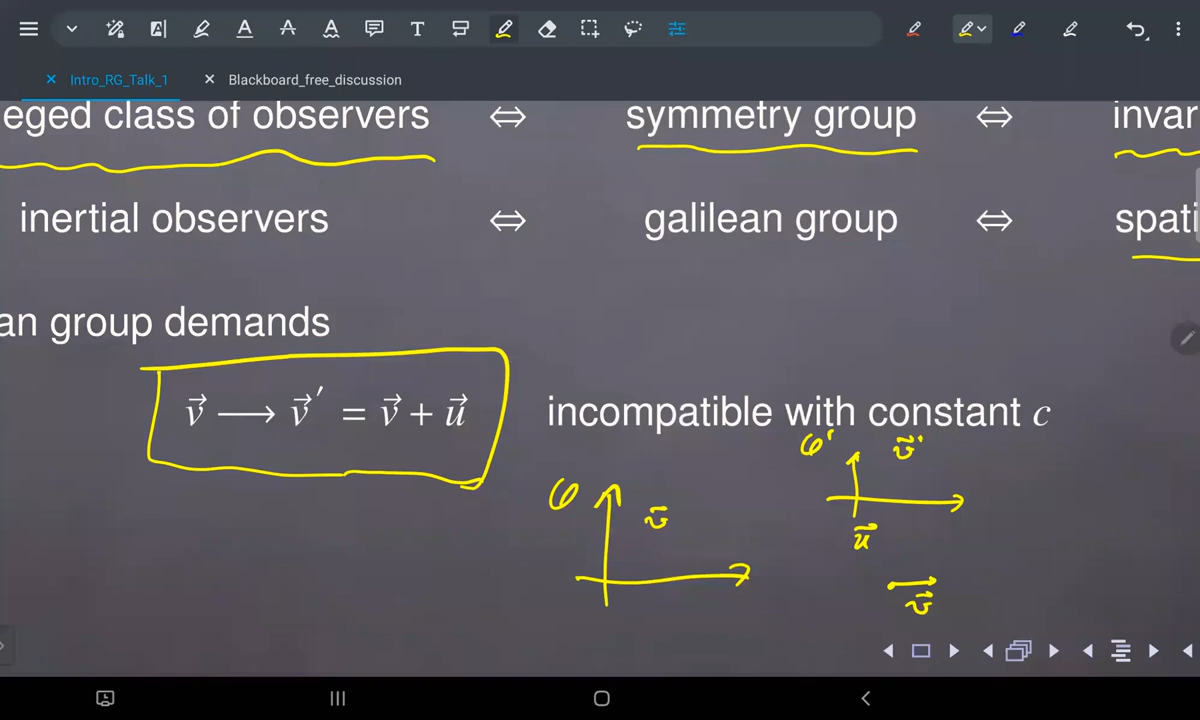 Intro_RG_Talk_1
Blackboard_free_discussion
eged class of observers ⇔ symmetry group ⇔ invar
inertial observers ⇔ galilean group ⇔ spati
an group demands
v⃗ ⟶ v⃗ ′ = v⃗ + u⃗ incompatible with constant c
v⃗'
v⃗
u⃗
v⃗